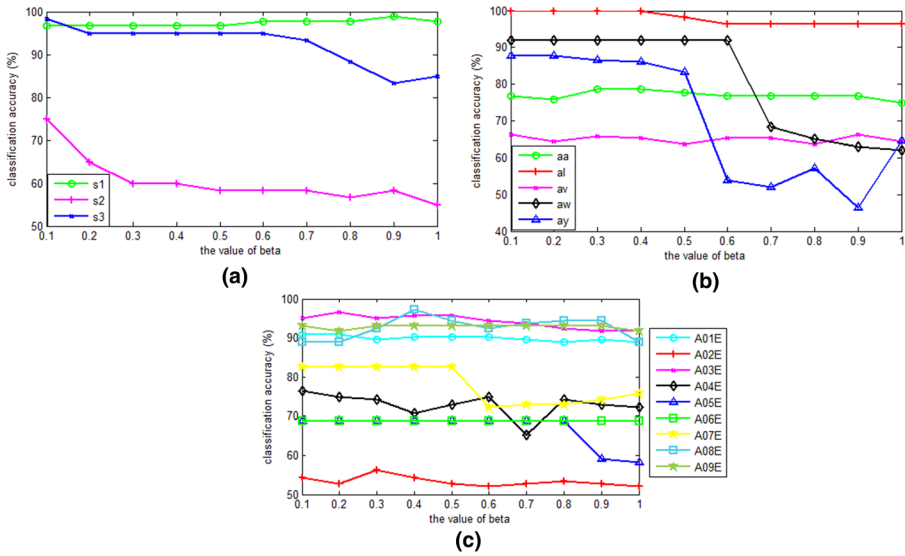 100
90
80
70
60
50
classification accuracy (%)
s1
s2
s3
0.1 0.2 0.3 0.4 0.5 0.6 0.7 0.8 0.9 1
the value of beta
(a)
100
90
80
70
60
50
40
classification accuracy (%)
aa
al
av
aw
ay
0.1 0.2 0.3 0.4 0.5 0.6 0.7 0.8 0.9 1
the value of beta
(b)
100
90
80
70
60
50
classification accuracy (%)
0.1 0.2 0.3 0.4 0.5 0.6 0.7 0.8 0.9 1
the value of beta
A01E
A02E
A03E
A04E
A05E
A06E
A07E
A08E
A09E
(c)